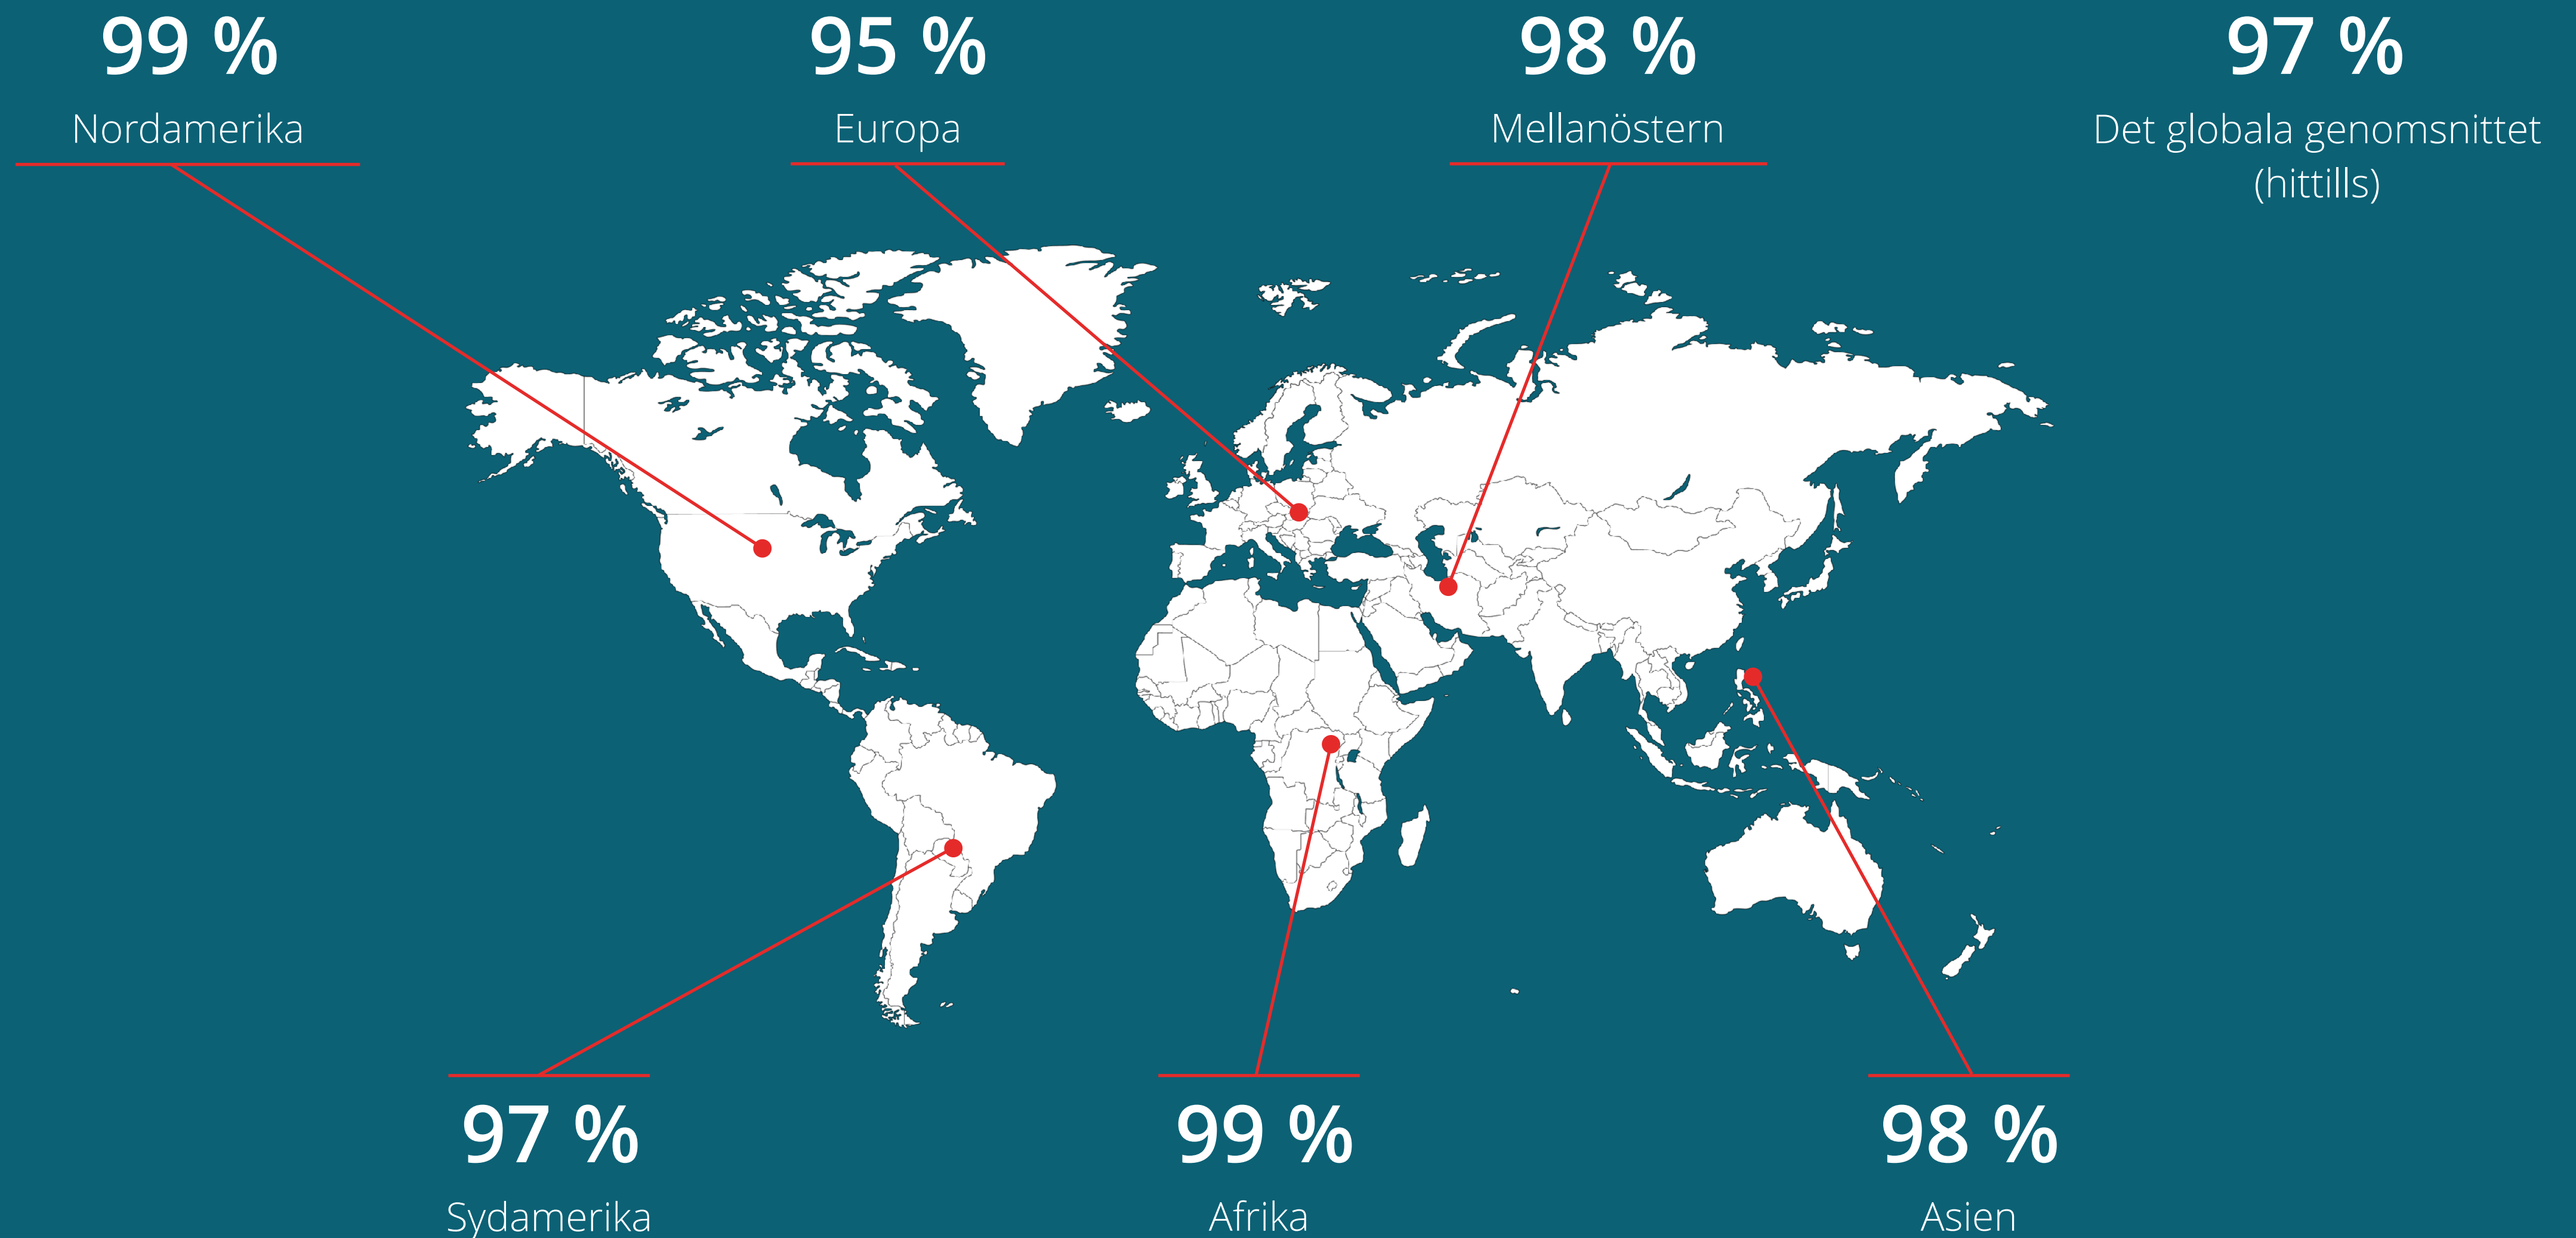 99 %
Nordamerika
95 %
Europa
98 %
Mellanöstern
97 %
Det globala genomsnittet
(hittills)
97 %
Sydamerika
99 %
Afrika
98 %
Asien